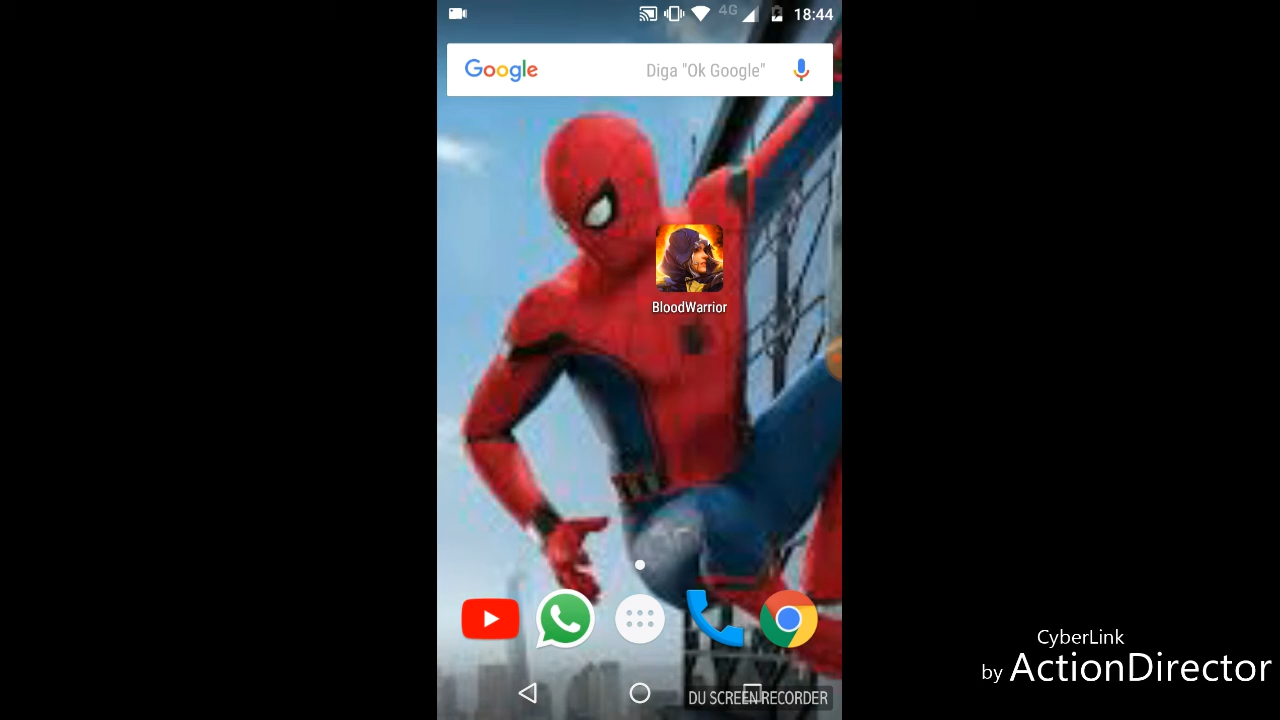 4G 18:44
Google Diga "Ok Google"
BloodWarrior
CyberLink
by ActionDirector
DU SCREEN RECORDER